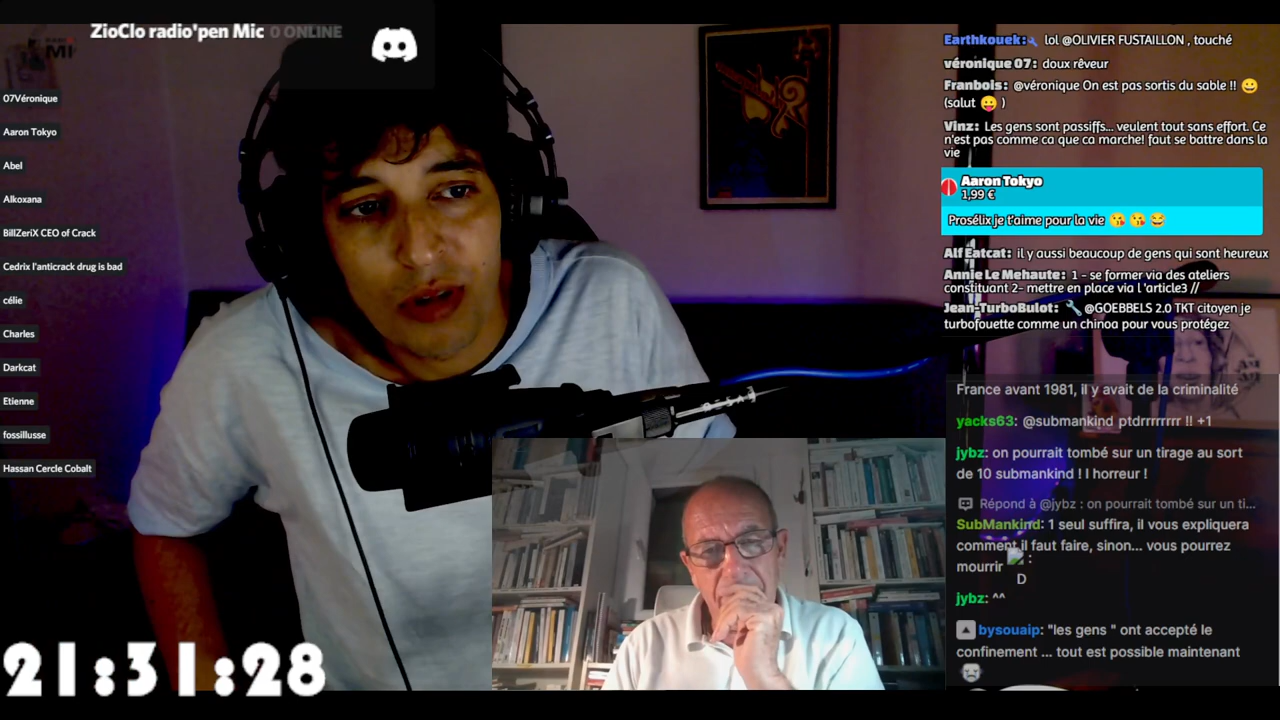 ZioClo radio'pen Mic 0 ONLINE
MI
07Véronique
Aaron Tokyo
Abel
Alkoxana
BillZeriX CEO of Crack
Cedrix l'anticrack drug is bad
célie
Charles
Darkcat
Etienne
fossillusse
Hassan Cercle Cobalt
21:31:28
Earthkouek: lol @OLIVIER FUSTAILLON , touché
véronique 07: doux rêveur
Franbois: @véronique On est pas sortis du sable !! 😀
(salut 😛 )
Vinz: Les gens sont passiffs... veulent tout sans effort. Ce
n'est pas comme ca que ca marche! faut se battre dans la
vie
Aaron Tokyo
1,99 €
Prosélix je t'aime pour la vie 😘 😘 😂
Alf Eatcat: il y aussi beaucoup de gens qui sont heureux
Annie Le Mehaute: 1 - se former via des ateliers
constituant 2- mettre en place via l 'article3 //
Jean-TurboBulot: 🔧 @GOEBBELS 2.0 TKT citoyen je
turbofouette comme un chinoa pour vous protégez
France avant 1981, il y avait de la criminalité
yacks63: @submankind ptdrrrrrrrr !! +1
jybz: on pourrait tombé sur un tirage au sort
de 10 submankind ! l horreur !
Répond à @jybz : on pourrait tombé sur un ti...
SubMankind: 1 seul suffira, il vous expliquera
comment il faut faire, sinon... vous pourrez
mourrir :
D
jybz: ^^
bysouaip: "les gens " ont accepté le
confinement ... tout est possible maintenant